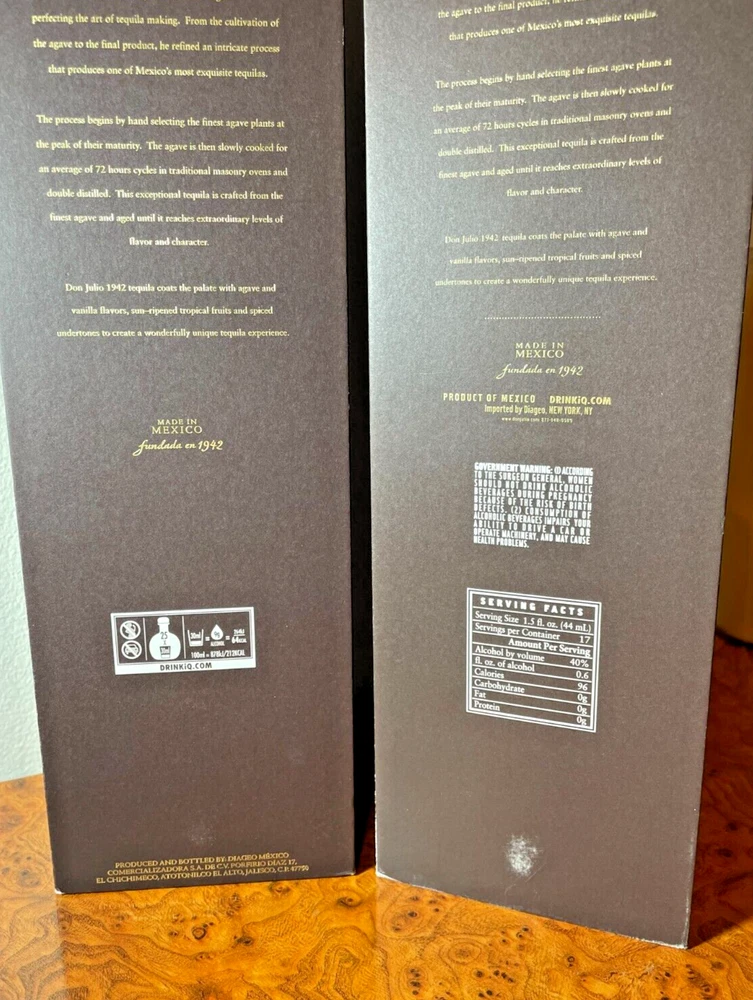 perfecting the art of tequila making. From the cultivation of
the agave to the final product, he refined an intricate process
that produces one of Mexico's most exquisite tequilas.
The process begins by hand selecting the finest agave plants at
the peak of their maturity. The agave is then slowly cooked for
an average of 72 hours cycles in traditional masonry ovens and
double distilled. This exceptional tequila is crafted from the
finest agave and aged until it reaches extraordinary levels of
flavor and character.
Don Julio 1942 tequila coats the palate with agave and
vanilla flavors, sun-ripened tropical fruits and spiced
undertones to create a wonderfully unique tequila experience.
MADE IN
MEXICO
fundada en 1942
25
30ml
30ml = 8g =
ALCOHOL 64KCAL
100ml = 878kJ/212KCAL
DRINKiQ.COM
PRODUCED AND BOTTLED BY: DIAGEO MÉXICO
COMERCIALIZADORA S.A. DE C.V. PORFIRIO DÍAZ 17,
EL CHICHIMECO, ATOTONILCO EL ALTO, JALISCO, C.P. 47750
the agave to the final product, he
that produces one of Mexico's most exquisite tequilas.
The process begins by hand selecting the finest agave plants at
the peak of their maturity. The agave is then slowly cooked for
an average of 72 hours cycles in traditional masonry ovens and
double distilled. This exceptional tequila is crafted from the
finest agave and aged until it reaches extraordinary levels of
flavor and character.
Don Julio 1942 tequila coats the palate with agave and
vanilla flavors, sun-ripened tropical fruits and spiced
undertones to create a wonderfully unique tequila experience.
MADE IN
MEXICO
fundada en 1942
PRODUCT OF MEXICO DRINKiQ.COM
Imported by Diageo, NEW YORK, NY
GOVERNMENT WARNING: (1) ACCORDING
TO THE SURGEON GENERAL, WOMEN
SHOULD NOT DRINK ALCOHOLIC
BEVERAGES DURING PREGNANCY
BECAUSE OF THE RISK OF BIRTH
DEFECTS. (2) CONSUMPTION OF
ALCOHOLIC BEVERAGES IMPAIRS YOUR
ABILITY TO DRIVE A CAR OR
OPERATE MACHINERY, AND MAY CAUSE
HEALTH PROBLEMS.
SERVING FACTS
Serving Size 1.5 fl. oz. (44 mL)
Servings per Container 17
Amount Per Serving
Alcohol by volume 40%
fl. oz. of alcohol 0.6
Calories 96
Carbohydrate 0g
Fat 0g
Protein 0g